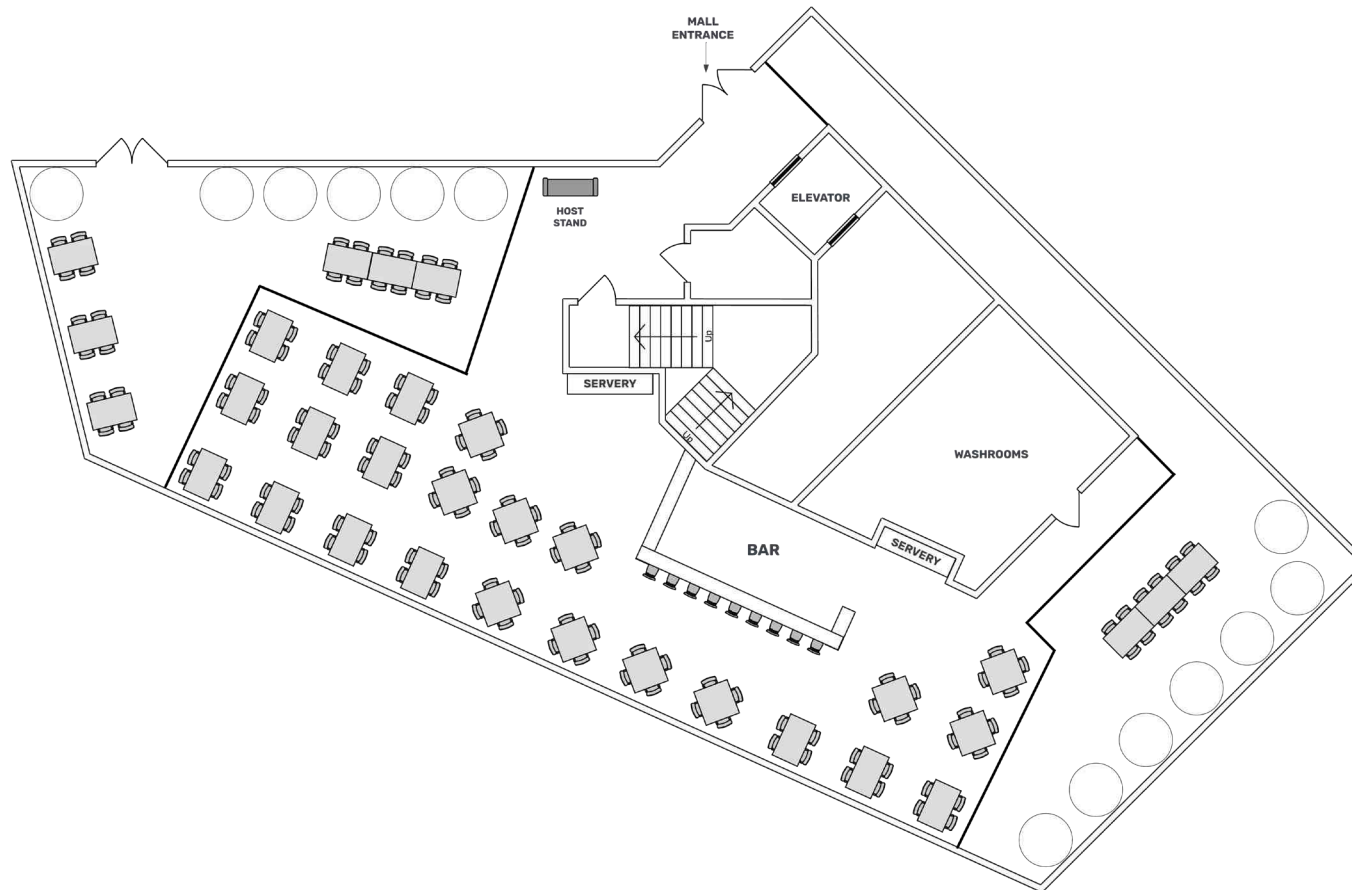 MALL
ENTRANCE
ELEVATOR
HOST
STAND
Up
SERVERY
Up
WASHROOMS
BAR
SERVERY